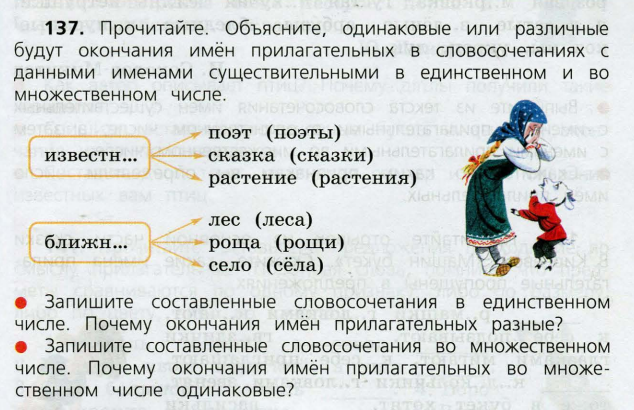 137. Прочитайте. Объясните, одинаковые или различные
будут окончания имён прилагательных в словосочетаниях с
данными именами существительными в единственном и во
множественном числе.
известн...
поэт (поэты)
сказка (сказки)
растение (растения)
ближн...
лес (леса)
роща (рощи)
село (сёла)
● Запишите составленные словосочетания в единственном
числе. Почему окончания имён прилагательных разные?
● Запишите составленные словосочетания во множественном
числе. Почему окончания имён прилагательных во множе-
ственном числе одинаковые?